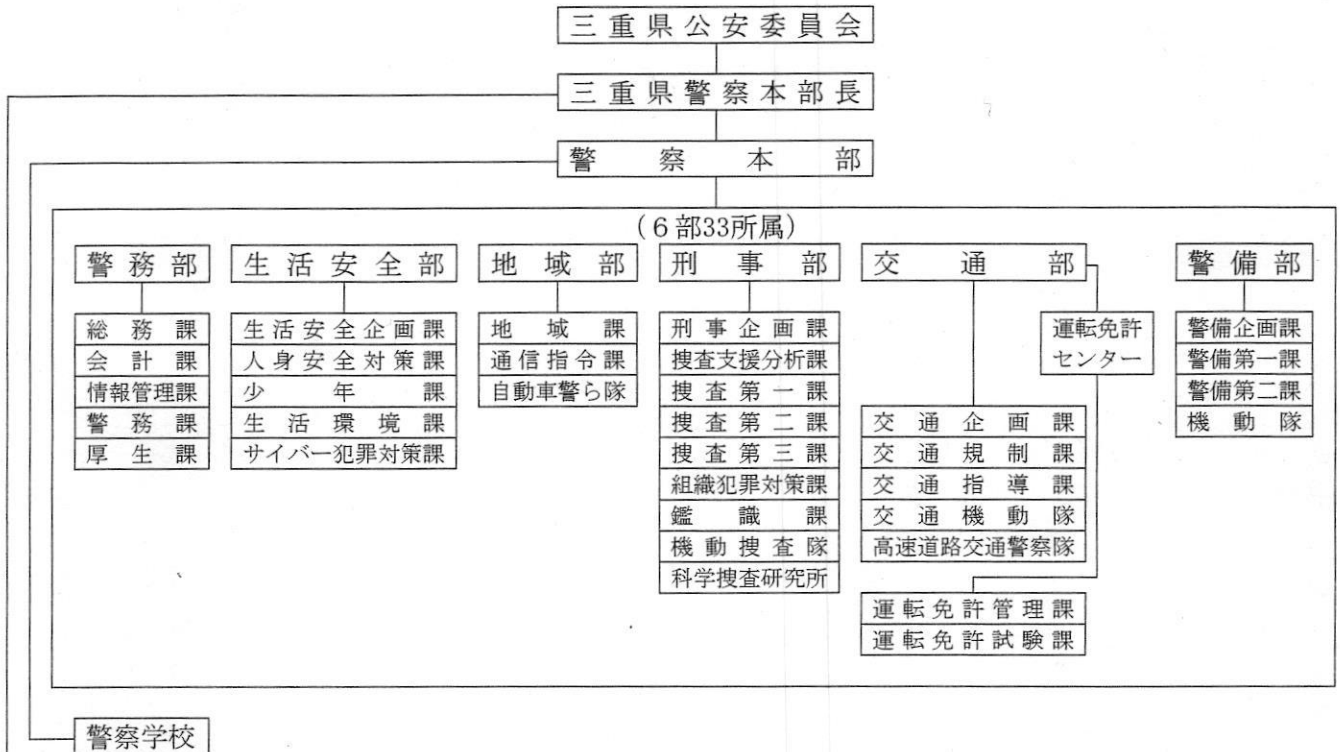 三重県公安委員会
三重県警察本部長
警察本部
(6部33所属)
警務部
総務課
会計課
情報管理課
警務課
厚生課
生活安全部
生活安全企画課
人身安全対策課
少年課
生活環境課
サイバー犯罪対策課
地域部
地域課
通信指令課
自動車警ら隊
刑事部
刑事企画課
捜査支援分析課
捜査第一課
捜査第二課
捜査第三課
組織犯罪対策課
鑑識課
機動捜査隊
科学捜査研究所
交通部
交通企画課
交通規制課
交通指導課
交通機動隊
高速道路交通警察隊
運転免許
センター
運転免許管理課
運転免許試験課
警備部
警備企画課
警備第一課
警備第二課
機動隊
警察学校